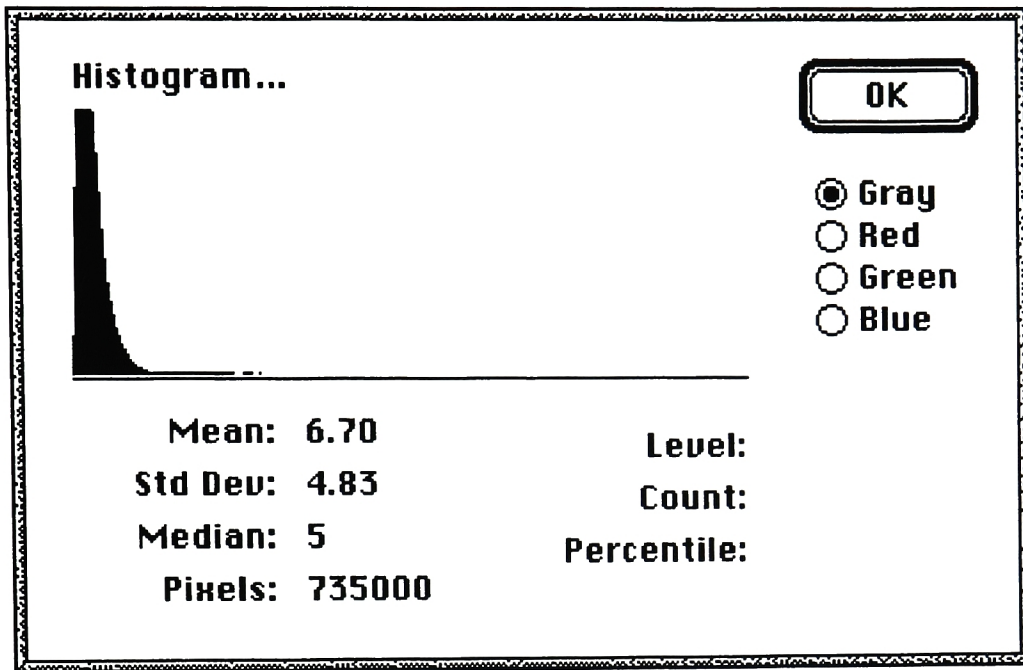 Histogram...
OK
Gray
Red
Green
Blue
Mean: 6.70
Std Dev: 4.83
Median: 5
Pixels: 735000
Level:
Count:
Percentile: